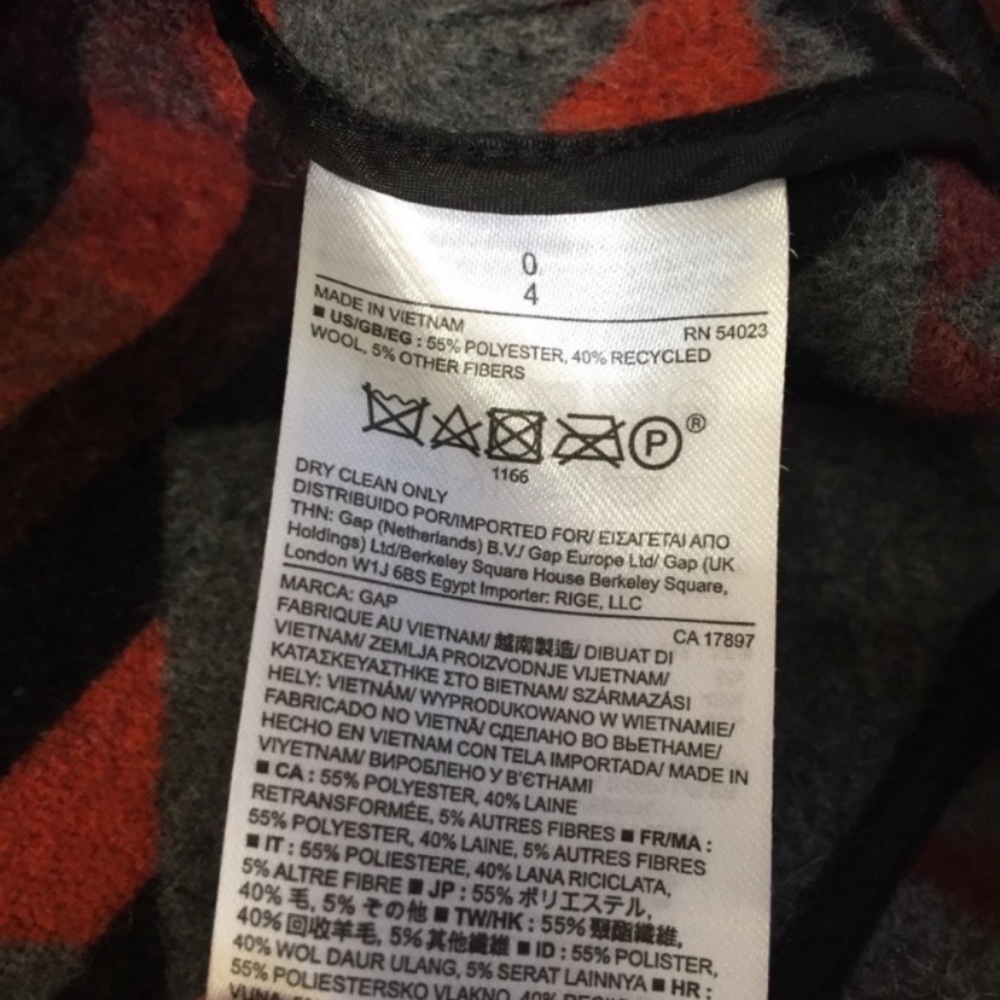 0
4
MADE IN VIETNAM RN 54023
■ US/GB/EG : 55% POLYESTER, 40% RECYCLED
WOOL, 5% OTHER FIBERS
P ®
1166
DRY CLEAN ONLY
DISTRIBUIDO POR/IMPORTED FOR/ ΕΙΣΑΓΕΤΑΙ ΑΠΟ
THN: Gap (Netherlands) B.V./ Gap Europe Ltd/ Gap (UK
Holdings) Ltd/Berkeley Square House Berkeley Square,
London W1J 6BS Egypt Importer: RIGE, LLC
MARCA: GAP CA 17897
FABRIQUE AU VIETNAM/ 越南製造/ DIBUAT DI
VIETNAM/ ZEMLJA PROIZVODNJE VIJETNAM/
ΚΑΤΑΣΚΕΥΑΣΤΗΚΕ ΣΤΟ ΒΙΕΤΝΑΜ/ SZÁRMAZÁSI
HELY: VIETNÁM/ WYPRODUKOWANO W WIETNAMIE/
FABRICADO NO VIETNÃ/ СДЕЛАНО ВО ВЬЕТНАМЕ/
HECHO EN VIETNAM CON TELA IMPORTADA/ MADE IN
VIYETNAM/ ВИРОБЛЕНО У В'ЄТНАМІ
■ CA : 55% POLYESTER, 40% LAINE
RETRANSFORMÉE, 5% AUTRES FIBRES ■ FR/MA :
55% POLYESTER, 40% LAINE, 5% AUTRES FIBRES
■ IT : 55% POLIESTERE, 40% LANA RICICLATA,
5% ALTRE FIBRE ■ JP : 55% ポリエステル,
40% 毛, 5% その他 ■ TW/HK : 55% 聚酯纖維,
40% 回收羊毛, 5% 其他纖維 ■ ID : 55% POLISTER,
40% WOL DAUR ULANG, 5% SERAT LAINNYA ■ HR :
55% POLIESTERSKO VLAKNO, 40%